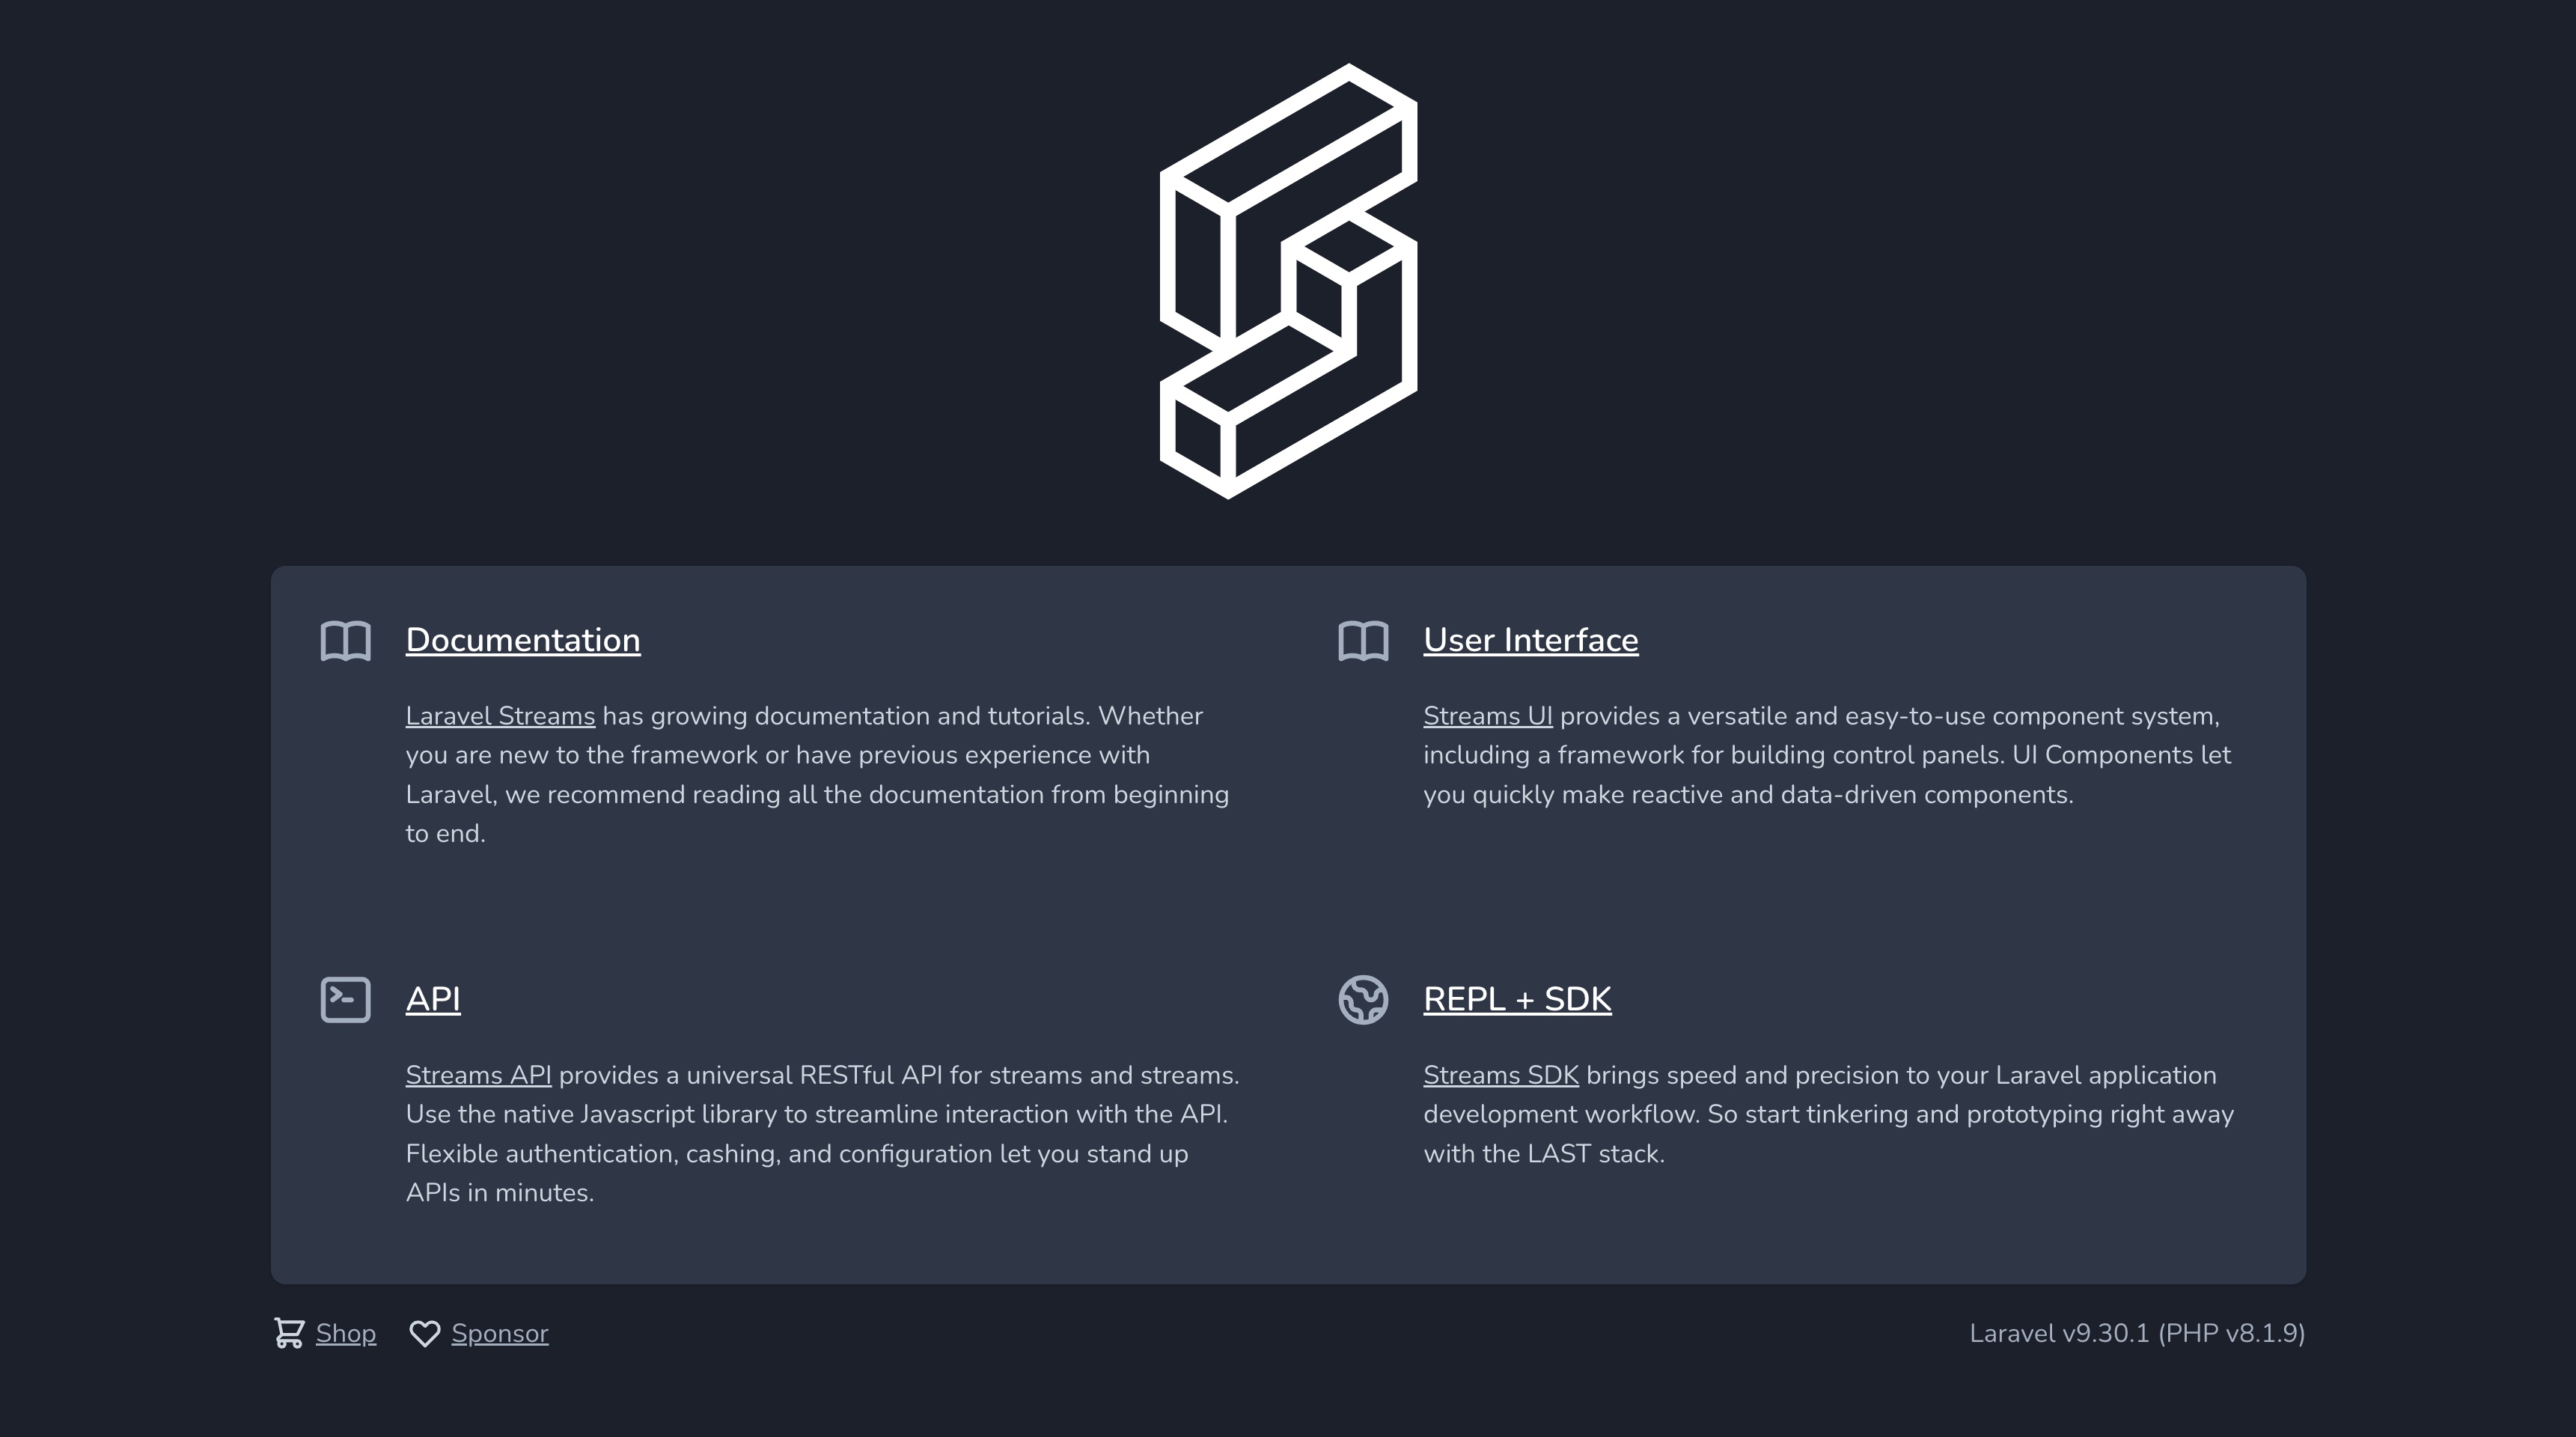 Documentation
Laravel Streams has growing documentation and tutorials. Whether
you are new to the framework or have previous experience with
Laravel, we recommend reading all the documentation from beginning
to end.
User Interface
Streams UI provides a versatile and easy-to-use component system,
including a framework for building control panels. UI Components let
you quickly make reactive and data-driven components.
API
Streams API provides a universal RESTful API for streams and streams.
Use the native Javascript library to streamline interaction with the API.
Flexible authentication, cashing, and configuration let you stand up
APIs in minutes.
REPL + SDK
Streams SDK brings speed and precision to your Laravel application
development workflow. So start tinkering and prototyping right away
with the LAST stack.
Shop Sponsor
Laravel v9.30.1 (PHP v8.1.9)